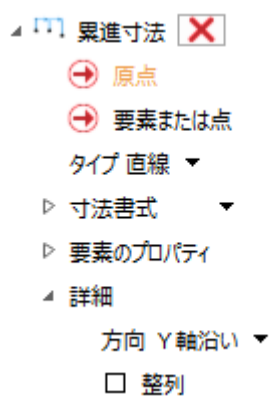 累進寸法
原点
要素または点
タイプ 直線
寸法書式
要素のプロパティ
詳細
方向 Y 軸沿い
整列